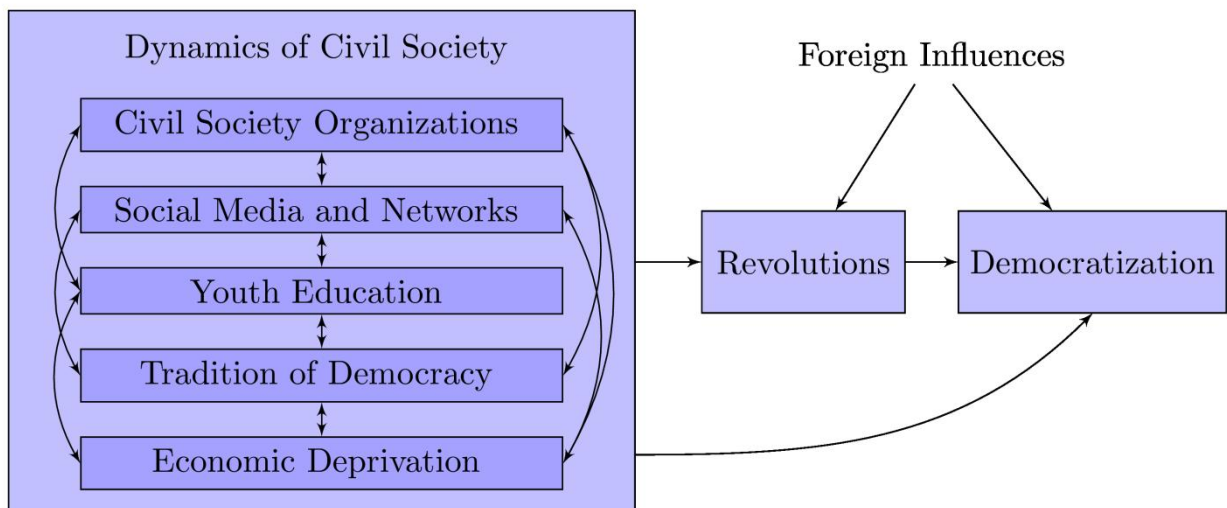 Dynamics of Civil Society
Civil Society Organizations
Social Media and Networks
Youth Education
Tradition of Democracy
Economic Deprivation
Foreign Influences
Revolutions
Democratization